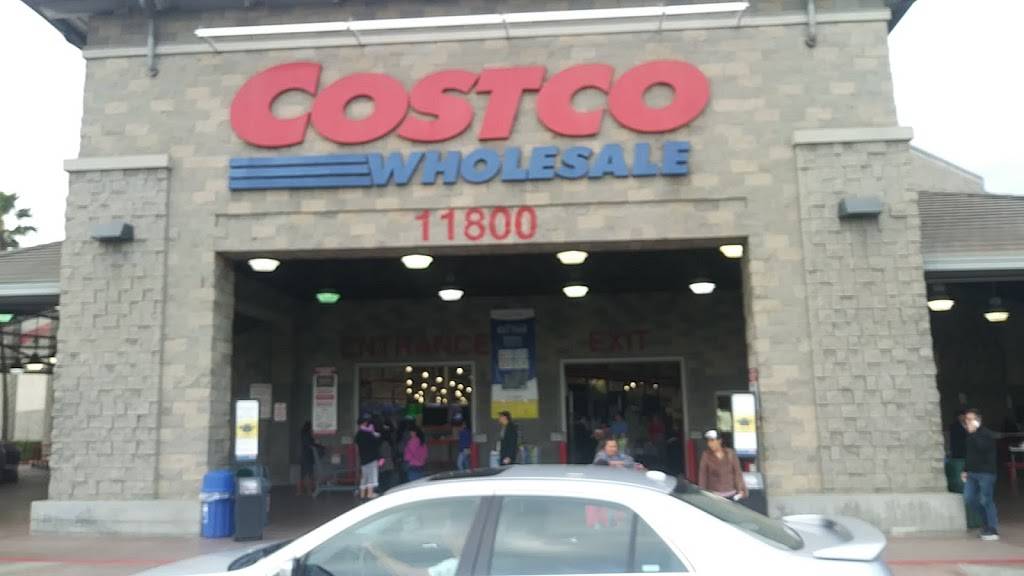 COSTCO
WHOLESALE
11800
ENTRANCE
EXIT